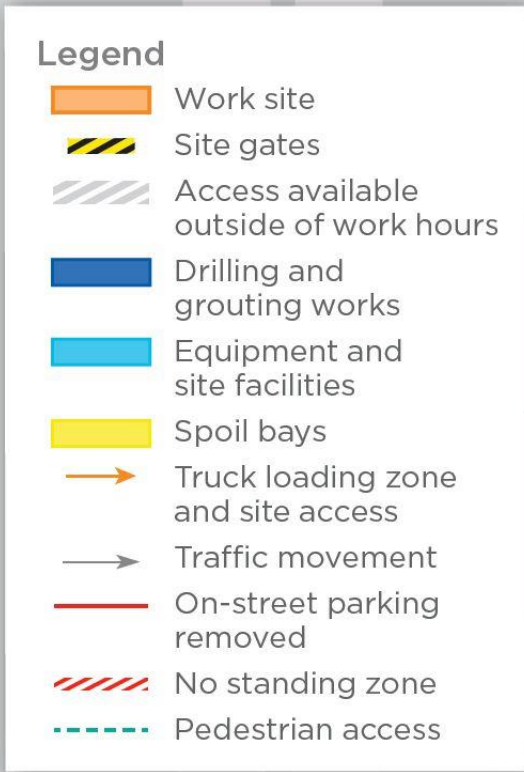 Legend
Work site
Site gates
Access available
outside of work hours
Drilling and
grouting works
Equipment and
site facilities
Spoil bays
Truck loading zone
and site access
Traffic movement
On-street parking
removed
No standing zone
Pedestrian access